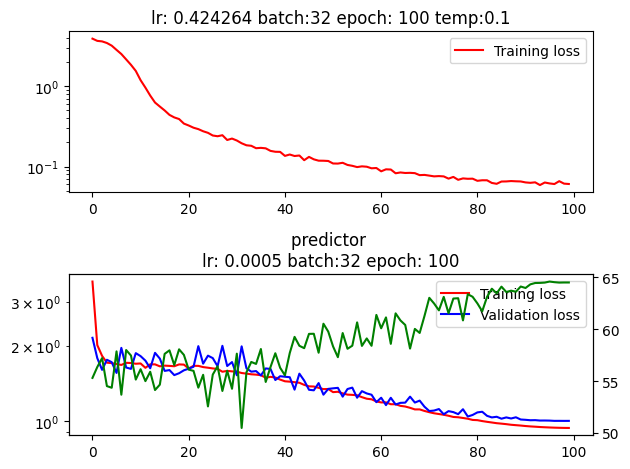 lr: 0.424264 batch:32 epoch: 100 temp:0.1
Training loss
10⁰
10⁻¹
0 20 40 60 80 100
predictor
lr: 0.0005 batch:32 epoch: 100
Training loss
Validation loss
3 × 10⁰
2 × 10⁰
10⁰
65
60
55
50
0 20 40 60 80 100